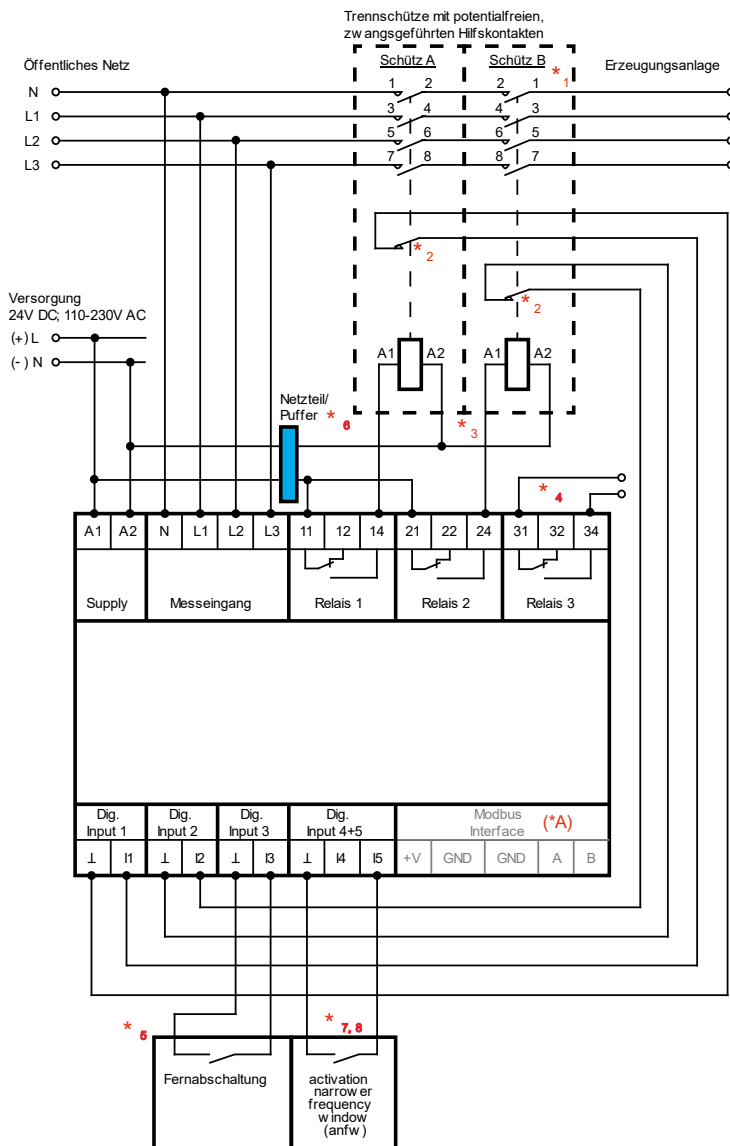 Trennschütze mit potentialfreien,
zwangsgeführten Hilfskontakten
Schütz A Schütz B
Öffentliches Netz * 1 Erzeugungsanlage
N 1 2 2 1
L1 3 4 4 3
L2 5 6 6 5
L3 7 8 8 7
* 2
* 2
Versorgung
24V DC; 110-230V AC
(+) L
(-) N
A1 A2 A1 A2
Netzteil/
Puffer * 6
* 3
* 4
A1 A2 N L1 L2 L3 11 12 14 21 22 24 31 32 34
Supply Messeingang Relais 1 Relais 2 Relais 3
Dig. Dig. Dig. Dig. Modbus
Input 1 Input 2 Input 3 Input 4+5 Interface (*A)
⊥ I1 ⊥ I2 ⊥ I3 ⊥ I4 I5 +V GND GND A B
* 5 * 7, 8
Fernabschaltung
activation
narrower
frequency
window
(anfw)